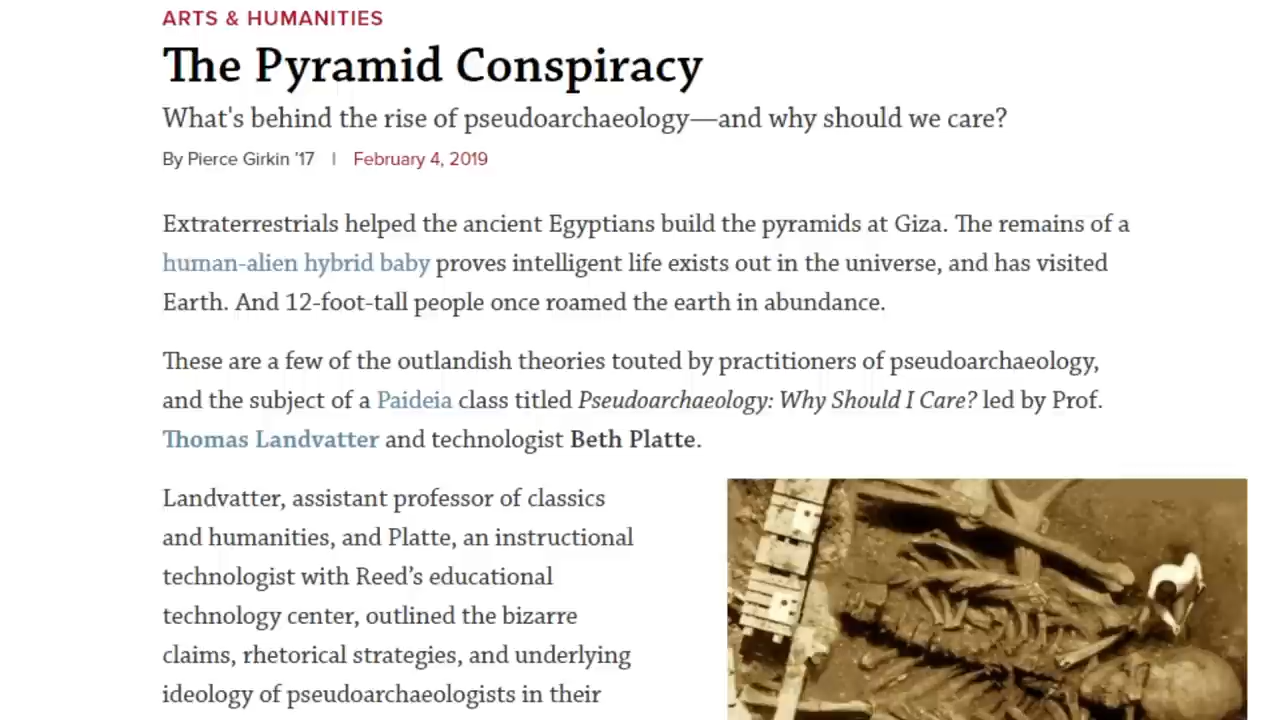 ARTS & HUMANITIES
The Pyramid Conspiracy
What's behind the rise of pseudoarchaeology—and why should we care?
By Pierce Girkin '17 | February 4, 2019
Extraterrestrials helped the ancient Egyptians build the pyramids at Giza. The remains of a
human-alien hybrid baby proves intelligent life exists out in the universe, and has visited
Earth. And 12-foot-tall people once roamed the earth in abundance.
These are a few of the outlandish theories touted by practitioners of pseudoarchaeology,
and the subject of a Paideia class titled Pseudoarchaeology: Why Should I Care? led by Prof.
Thomas Landvatter and technologist Beth Platte.
Landvatter, assistant professor of classics
and humanities, and Platte, an instructional
technologist with Reed’s educational
technology center, outlined the bizarre
claims, rhetorical strategies, and underlying
ideology of pseudoarchaeologists in their